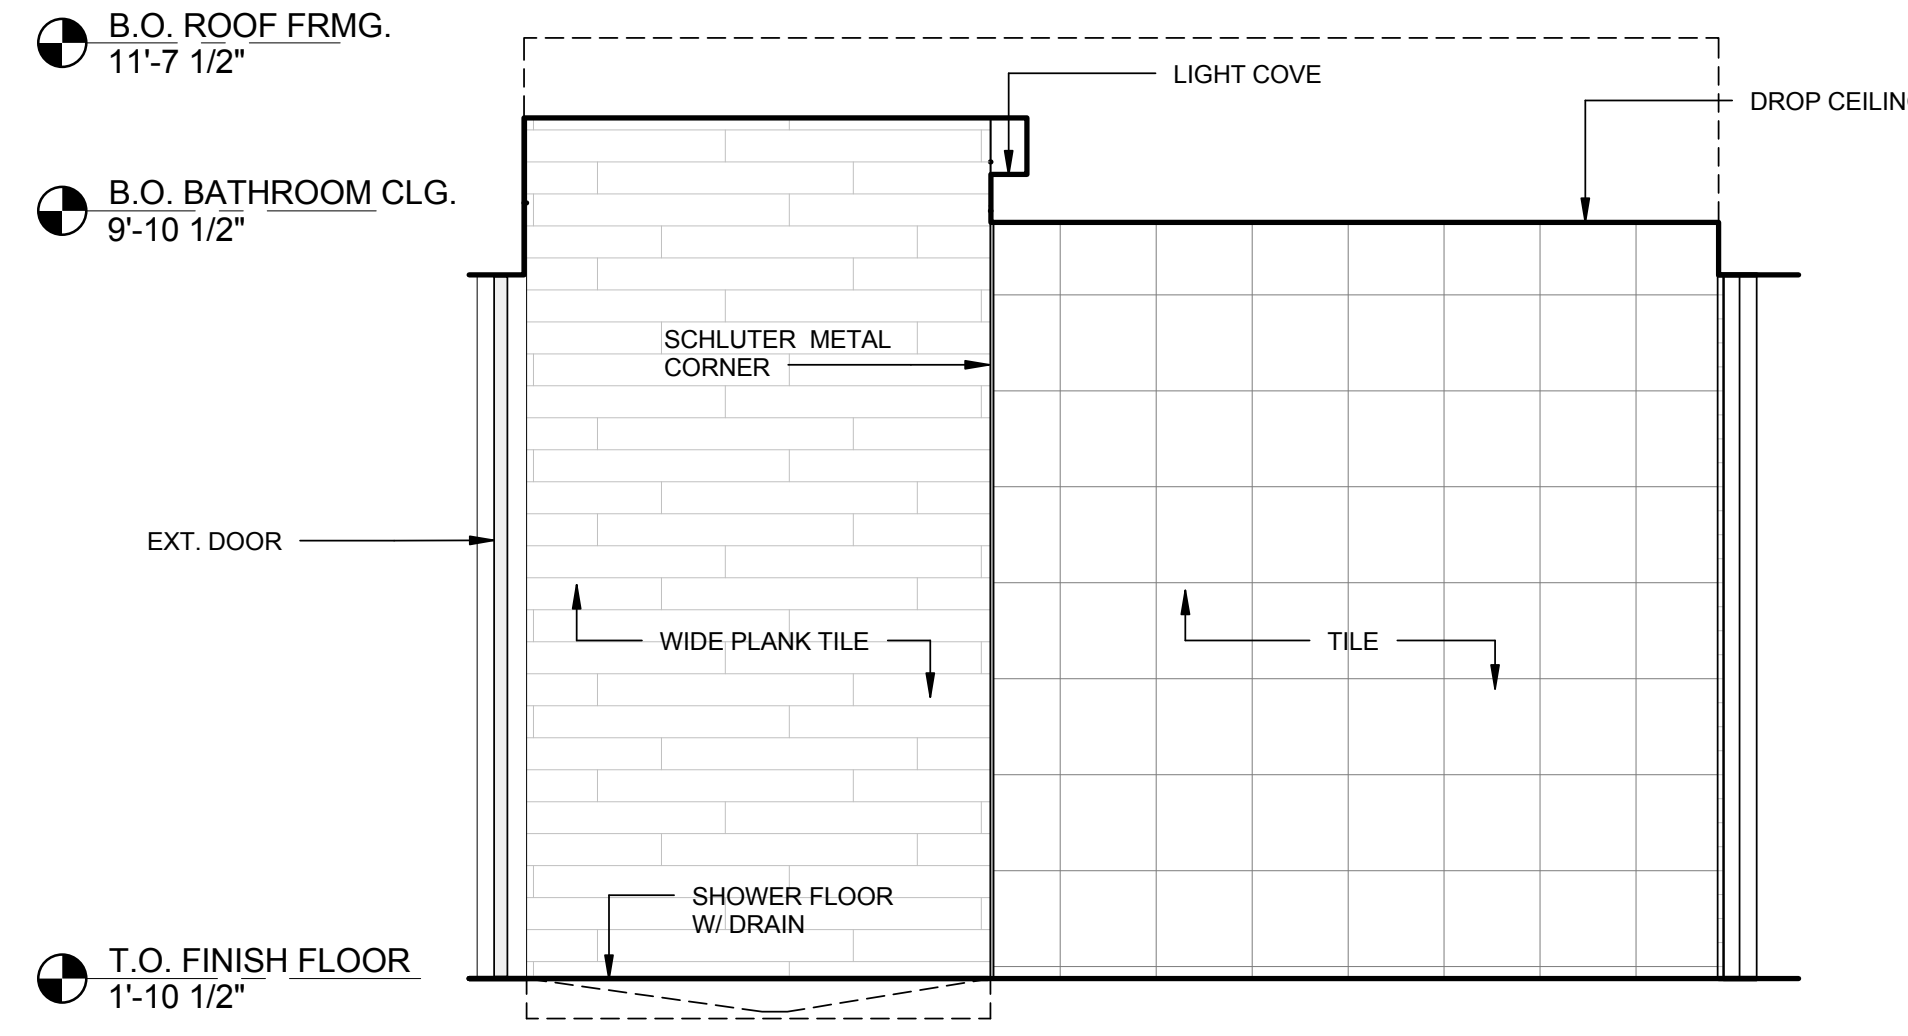 B.O. ROOF FRMG.
11'-7 1/2"
LIGHT COVE
DROP CEILIN
B.O. BATHROOM CLG.
9'-10 1/2"
SCHLUTER METAL
CORNER
EXT. DOOR
WIDE PLANK TILE
TILE
SHOWER FLOOR
W/ DRAIN
T.O. FINISH FLOOR
1'-10 1/2"